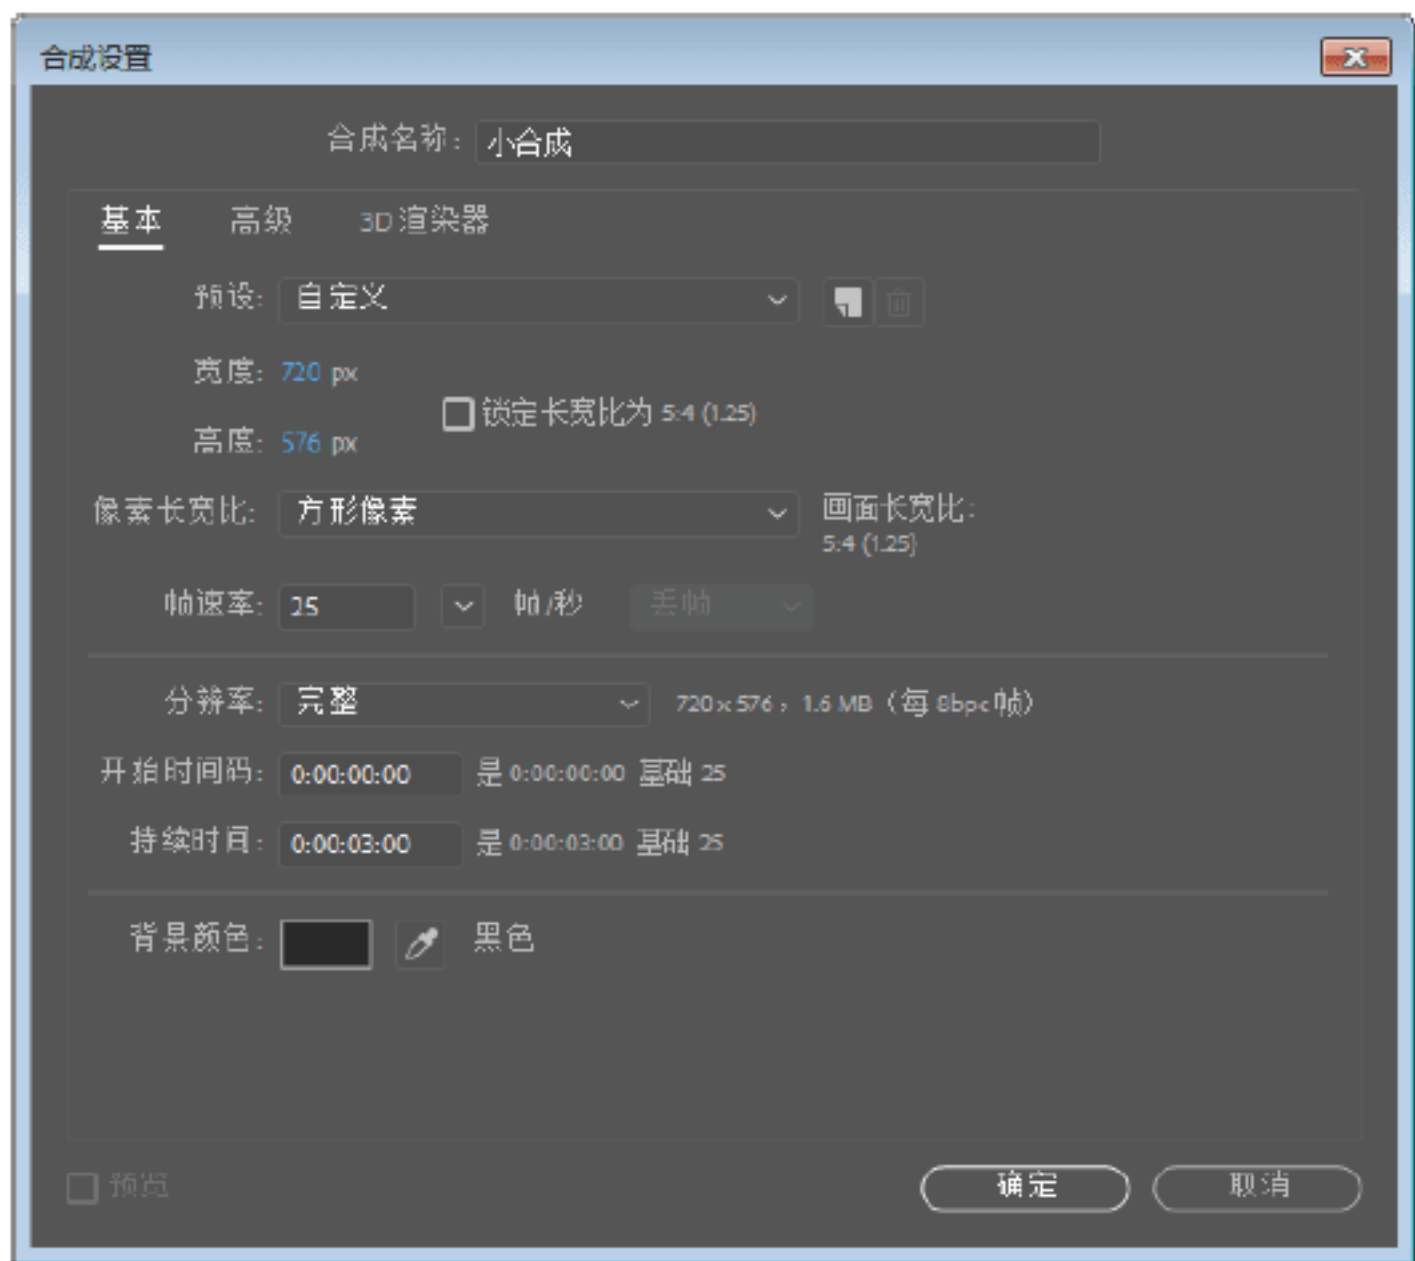 合成设置
合成名称： 小合成
基本 高级 3D 渲染器
预设： 自定义
宽度： 720 px
锁定长宽比为 5:4 (1.25)
高度： 576 px
像素长宽比： 方形像素 画面长宽比：
5:4 (1.25)
帧速率： 25 帧/秒 丢帧
分辨率： 完整 720 x 576，1.6 MB（每 8bpc 帧）
开始时间码： 0:00:00:00 是 0:00:00:00 基础 25
持续时间： 0:00:03:00 是 0:00:03:00 基础 25
背景颜色： 黑色
预览 确定 取消